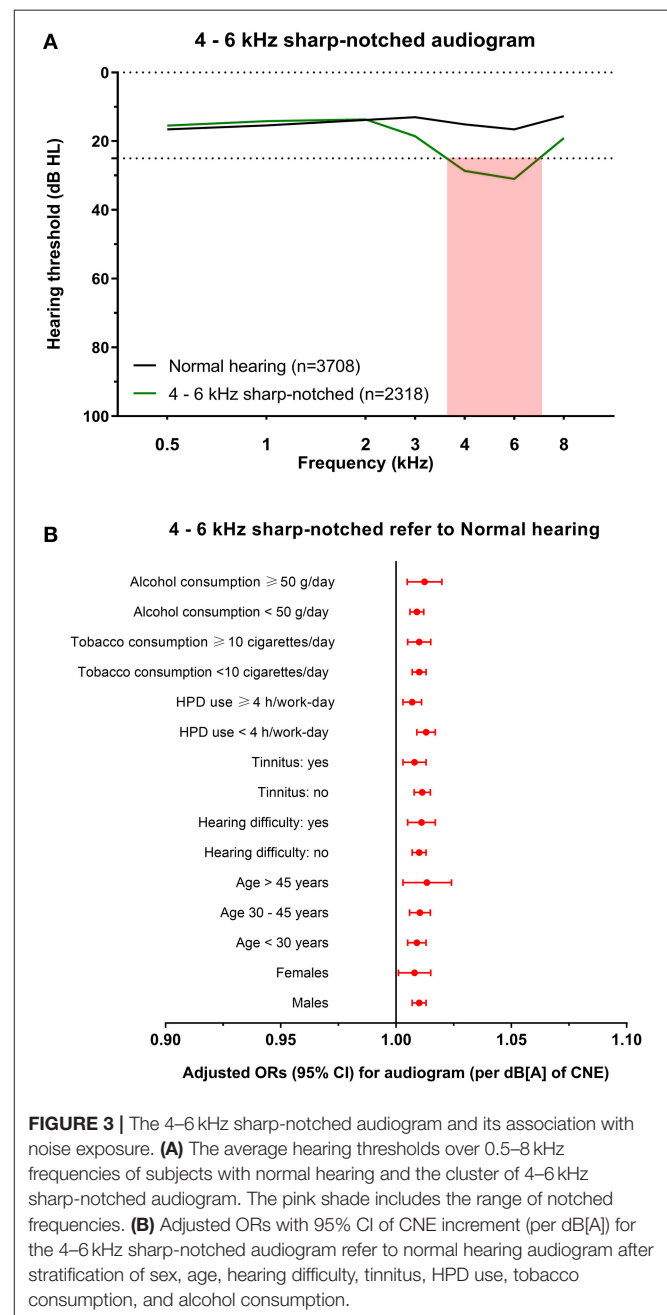 A
4 - 6 kHz sharp-notched audiogram
Hearing threshold (dB HL)
0
20
40
60
80
100
Normal hearing (n=3708)
4 - 6 kHz sharp-notched (n=2318)
0.5 1 2 3 4 6 8
Frequency (kHz)
B
4 - 6 kHz sharp-notched refer to Normal hearing
Alcohol consumption ⩾ 50 g/day
Alcohol consumption < 50 g/day
Tobacco consumption ⩾ 10 cigarettes/day
Tobacco consumption <10 cigarettes/day
HPD use ⩾ 4 h/work-day
HPD use < 4 h/work-day
Tinnitus: yes
Tinnitus: no
Hearing difficulty: yes
Hearing difficulty: no
Age > 45 years
Age 30 - 45 years
Age < 30 years
Females
Males
0.90 0.95 1.00 1.05 1.10
Adjusted ORs (95% CI) for audiogram (per dB[A] of CNE)
FIGURE 3 | The 4–6 kHz sharp-notched audiogram and its association with
noise exposure. (A) The average hearing thresholds over 0.5–8 kHz
frequencies of subjects with normal hearing and the cluster of 4–6 kHz
sharp-notched audiogram. The pink shade includes the range of notched
frequencies. (B) Adjusted ORs with 95% CI of CNE increment (per dB[A]) for
the 4–6 kHz sharp-notched audiogram refer to normal hearing audiogram after
stratification of sex, age, hearing difficulty, tinnitus, HPD use, tobacco
consumption, and alcohol consumption.